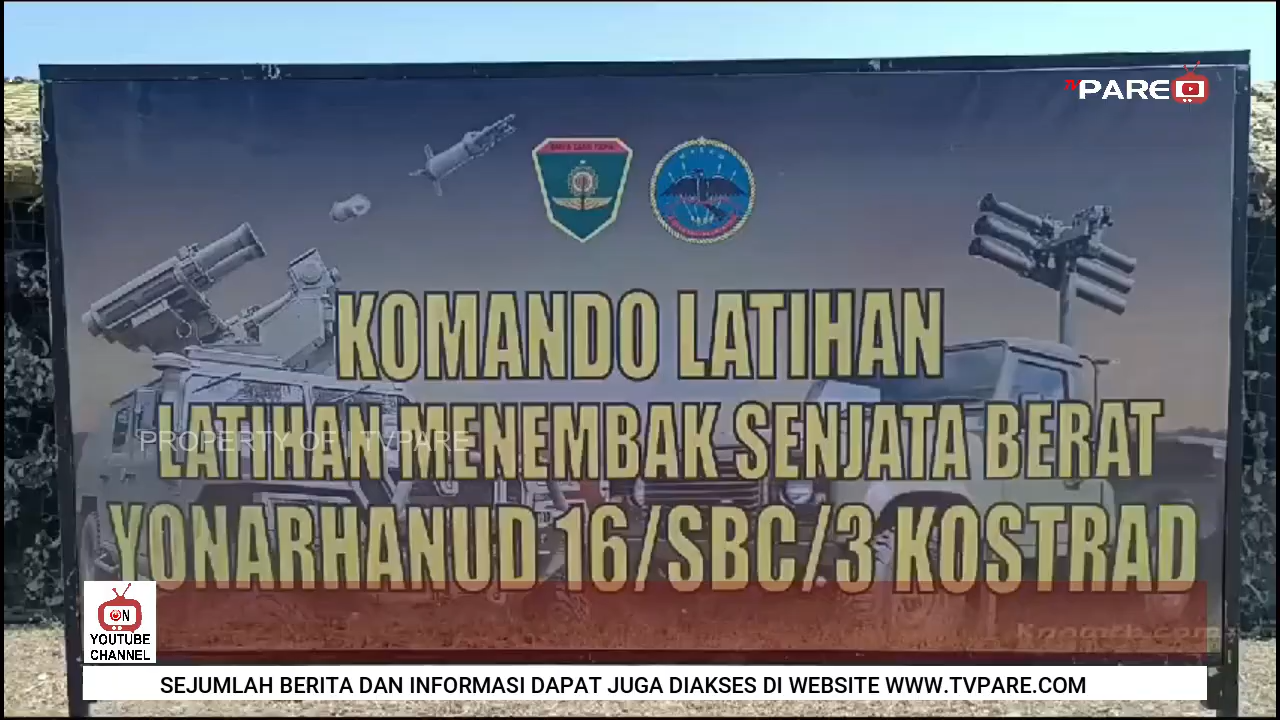 TV PARE
KOMANDO LATIHAN
LATIHAN MENEMBAK SENJATA BERAT
PROPERTY OF TVPARE
YONARHANUD 16/SBC/3 KOSTRAD
ON
YOUTUBE
CHANNEL
SEJUMLAH BERITA DAN INFORMASI DAPAT JUGA DIAKSES DI WEBSITE WWW.TVPARE.COM